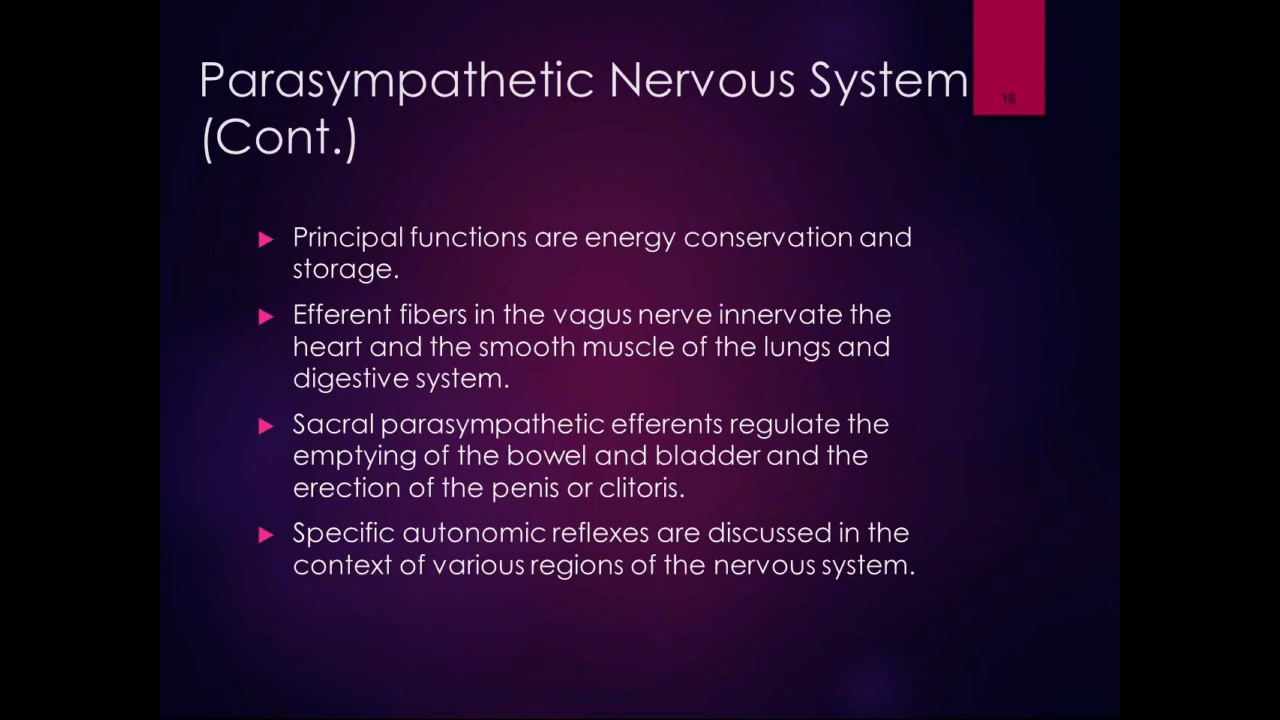 Parasympathetic Nervous System
(Cont.)
16
Principal functions are energy conservation and
storage.
Efferent fibers in the vagus nerve innervate the
heart and the smooth muscle of the lungs and
digestive system.
Sacral parasympathetic efferents regulate the
emptying of the bowel and bladder and the
erection of the penis or clitoris.
Specific autonomic reflexes are discussed in the
context of various regions of the nervous system.